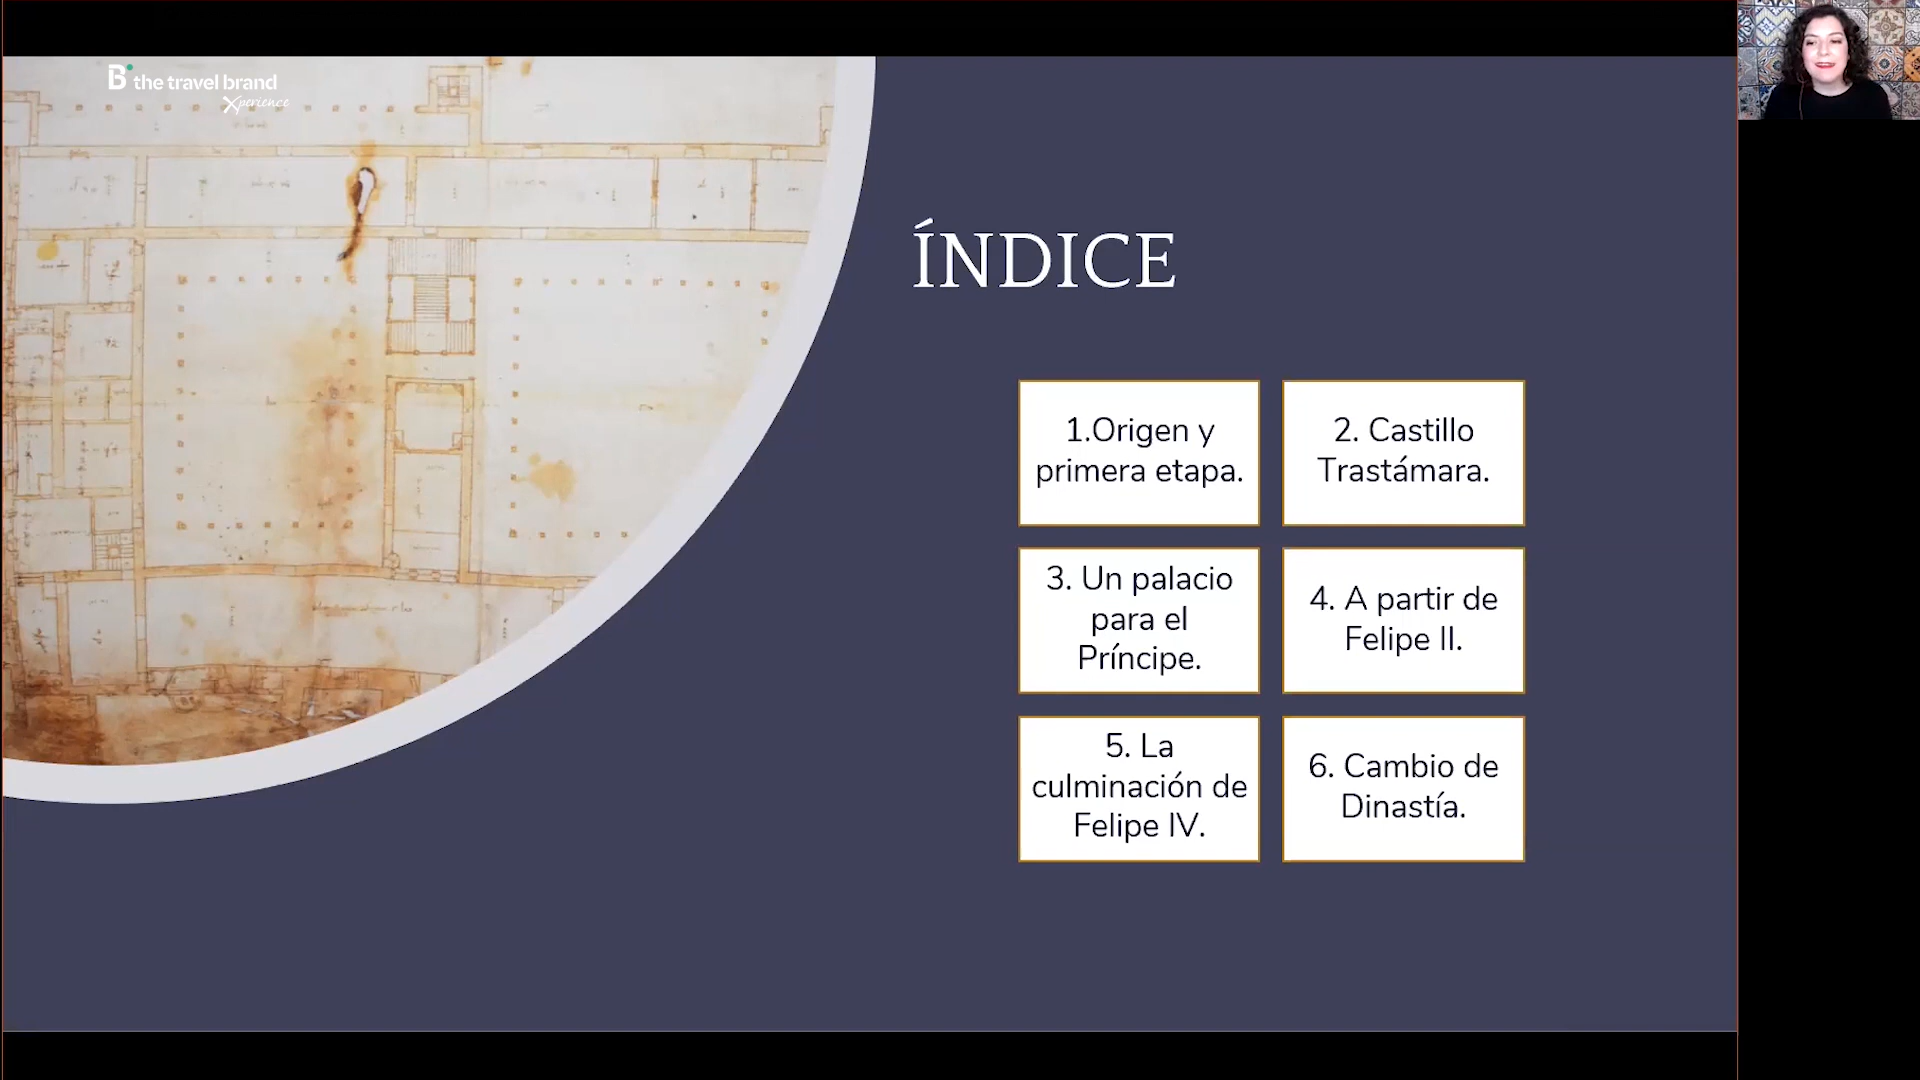 B the travel brand
Xperience
ÍNDICE
1.Origen y
primera etapa.
2. Castillo
Trastámara.
3. Un palacio
para el
Príncipe.
4. A partir de
Felipe II.
5. La
culminación de
Felipe IV.
6. Cambio de
Dinastía.